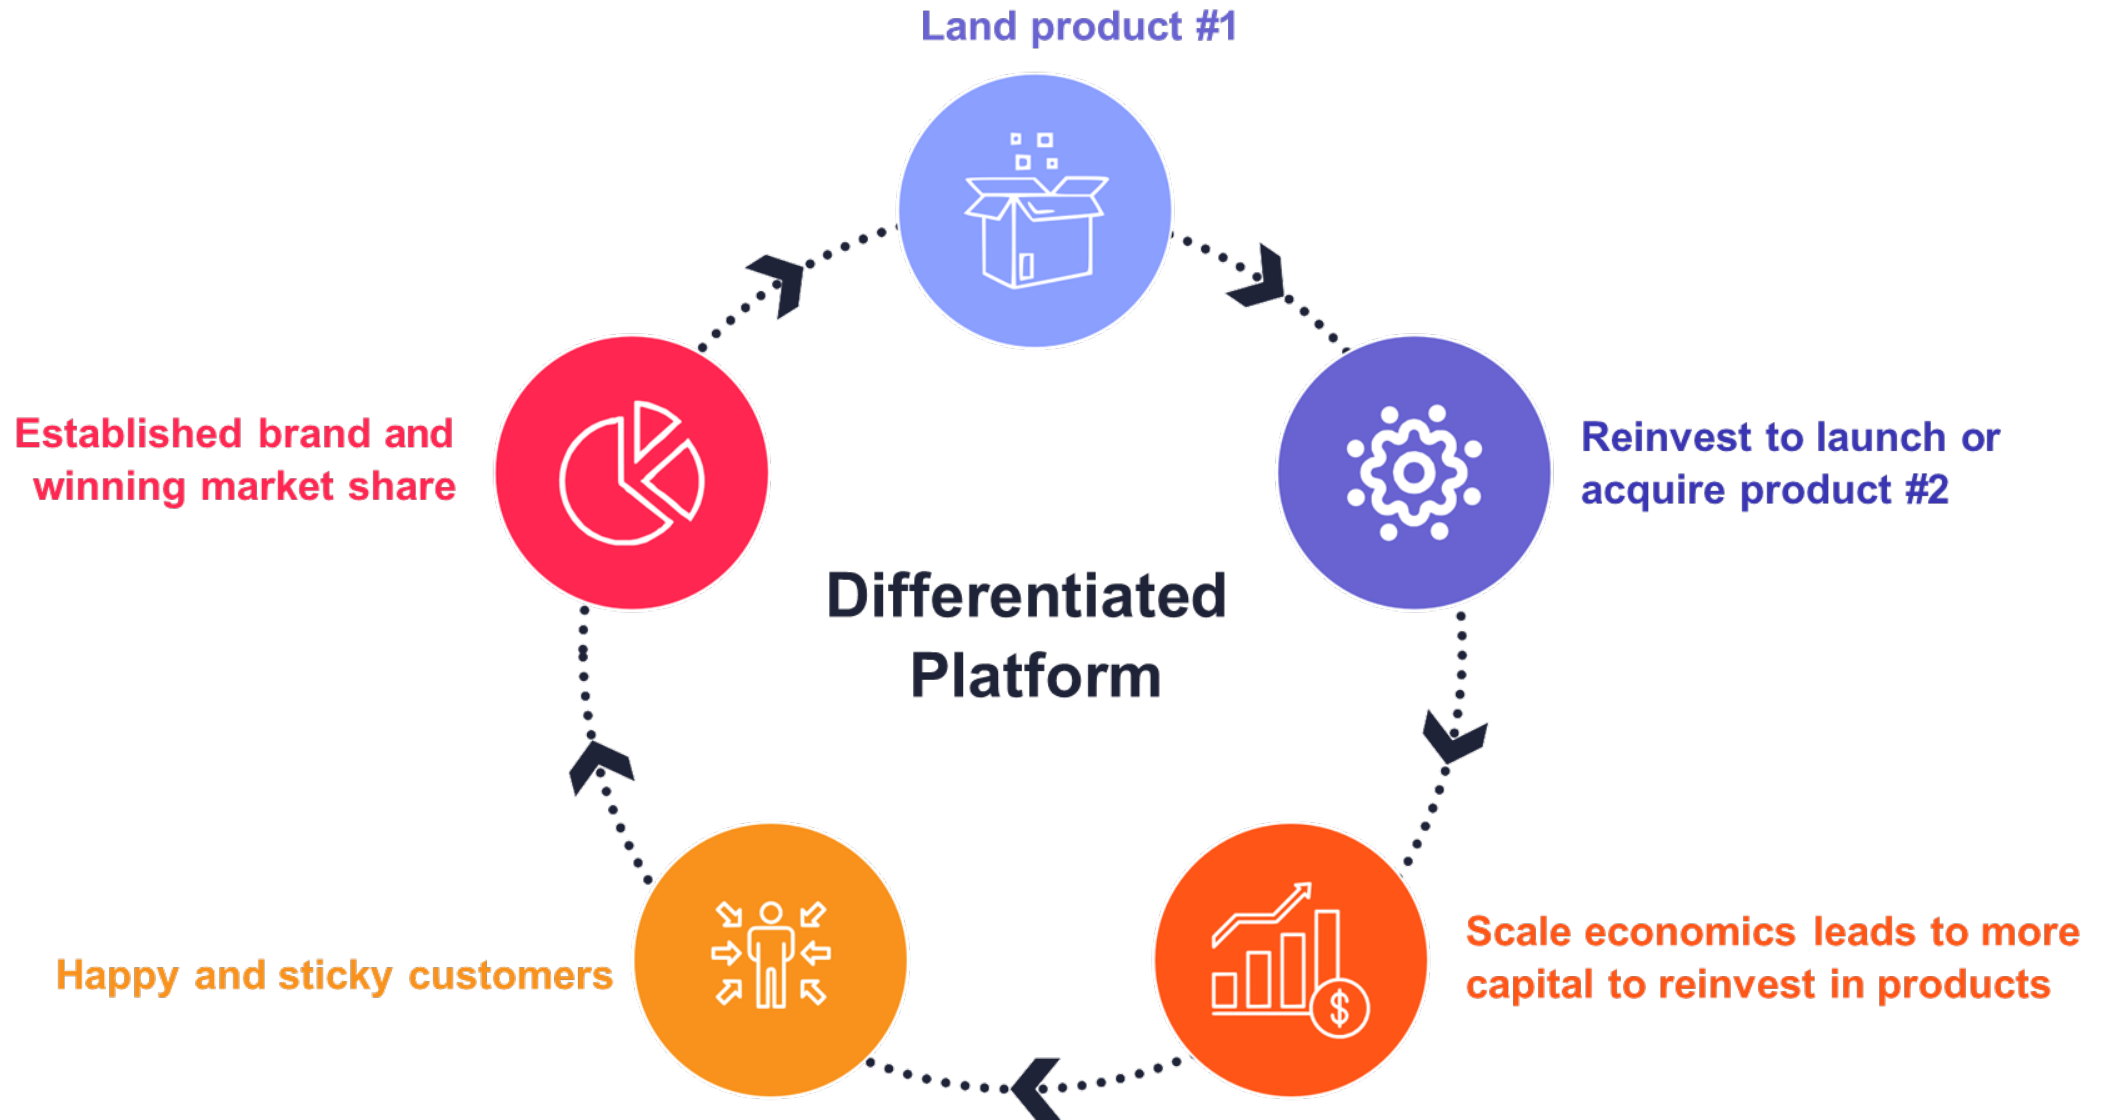 Land product #1
Established brand and
winning market share
Reinvest to launch or
acquire product #2
Differentiated
Platform
Happy and sticky customers
Scale economics leads to more
capital to reinvest in products
$